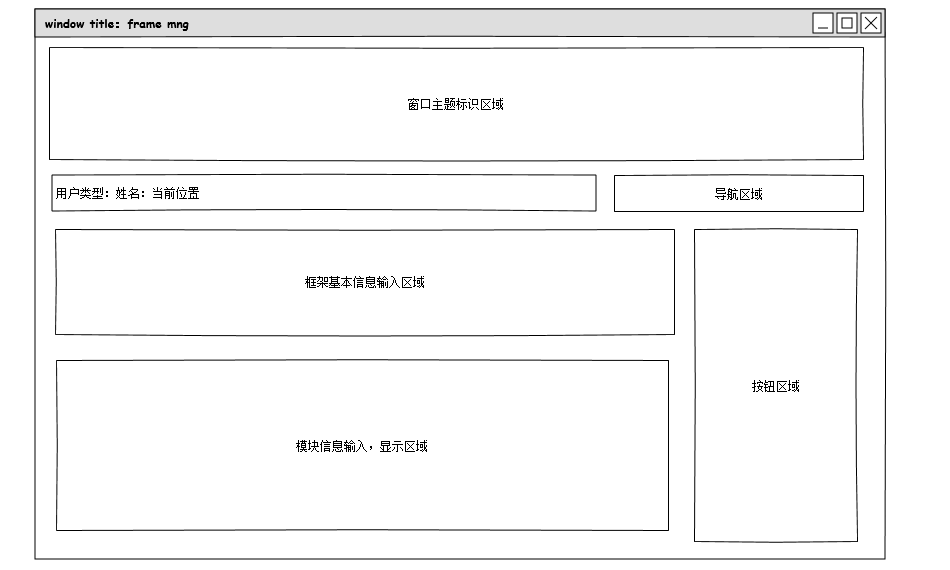 window title: frame mng
窗口主题标识区域
用户类型：姓名：当前位置
导航区域
框架基本信息输入区域
按钮区域
模块信息输入，显示区域